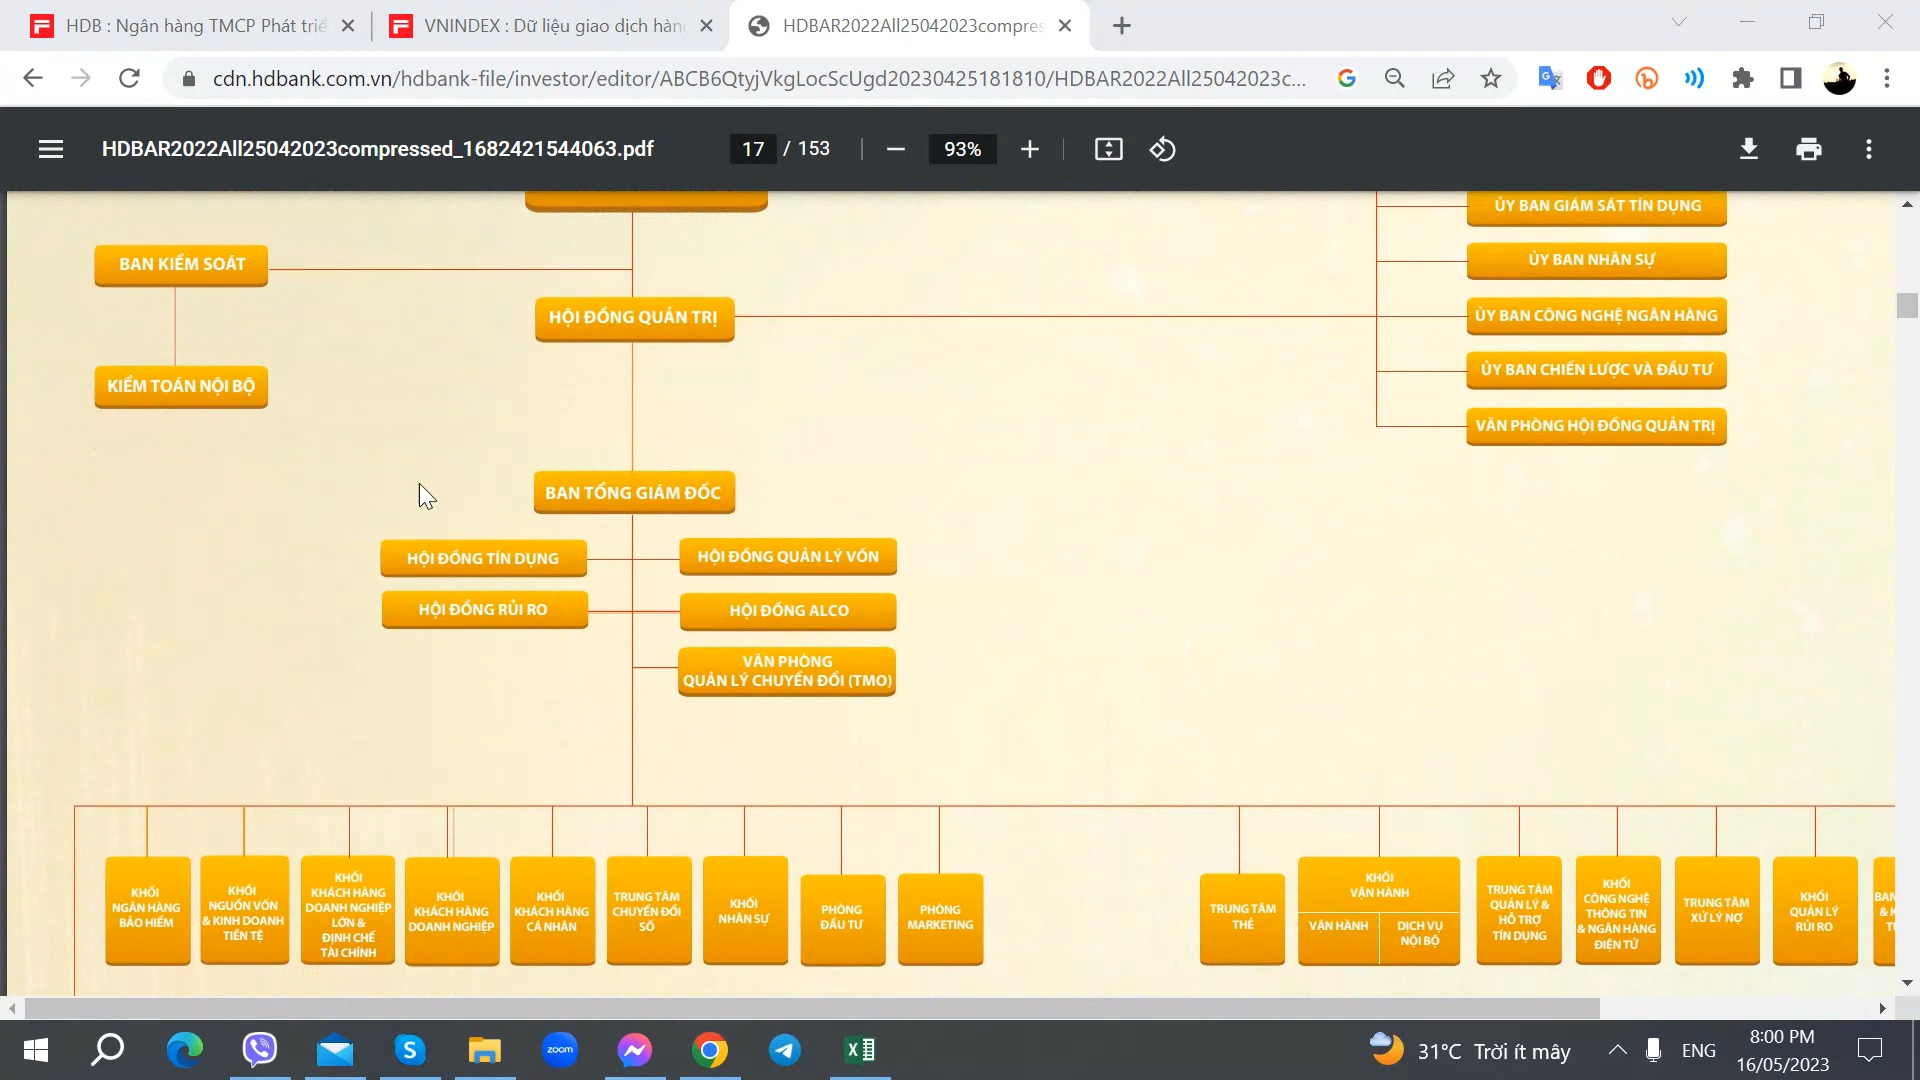 HDB : Ngân hàng TMCP Phát triể
VNINDEX : Dữ liệu giao dịch hàng
HDBAR2022All25042023compres
cdn.hdbank.com.vn/hdbank-file/investor/editor/ABCB6QtyjVkgLocScUgd20230425181810/HDBAR2022All25042023c...
HDBAR2022All25042023compressed_1682421544063.pdf
17 / 153
93%
ỦY BAN GIÁM SÁT TÍN DỤNG
BAN KIỂM SOÁT
ỦY BAN NHÂN SỰ
HỘI ĐỒNG QUẢN TRỊ
ỦY BAN CÔNG NGHỆ NGÂN HÀNG
KIỂM TOÁN NỘI BỘ
ỦY BAN CHIẾN LƯỢC VÀ ĐẦU TƯ
VĂN PHÒNG HỘI ĐỒNG QUẢN TRỊ
BAN TỔNG GIÁM ĐỐC
HỘI ĐỒNG TÍN DỤNG
HỘI ĐỒNG QUẢN LÝ VỐN
HỘI ĐỒNG RỦI RO
HỘI ĐỒNG ALCO
VĂN PHÒNG
QUẢN LÝ CHUYỂN ĐỔI (TMO)
KHỐI
NGÂN HÀNG
BẢO HIỂM
KHỐI
NGUỒN VỐN
& KINH DOANH
TIỀN TỆ
KHỐI
KHÁCH HÀNG
DOANH NGHIỆP
LỚN &
ĐỊNH CHẾ
TÀI CHÍNH
KHỐI
KHÁCH HÀNG
DOANH NGHIỆP
KHỐI
KHÁCH HÀNG
CÁ NHÂN
TRUNG TÂM
CHUYỂN ĐỔI
SỐ
KHỐI
NHÂN SỰ
PHÒNG
ĐẦU TƯ
PHÒNG
MARKETING
TRUNG TÂM
THẺ
KHỐI
VẬN HÀNH
VẬN HÀNH
DỊCH VỤ
NỘI BỘ
TRUNG TÂM
QUẢN LÝ &
HỖ TRỢ
TÍN DỤNG
KHỐI
CÔNG NGHỆ
THÔNG TIN
& NGÂN HÀNG
ĐIỆN TỬ
TRUNG TÂM
XỬ LÝ NỢ
KHỐI
QUẢN LÝ
RỦI RO
BAN
zoom
31°C Trời ít mây
ENG
8:00 PM
16/05/2023